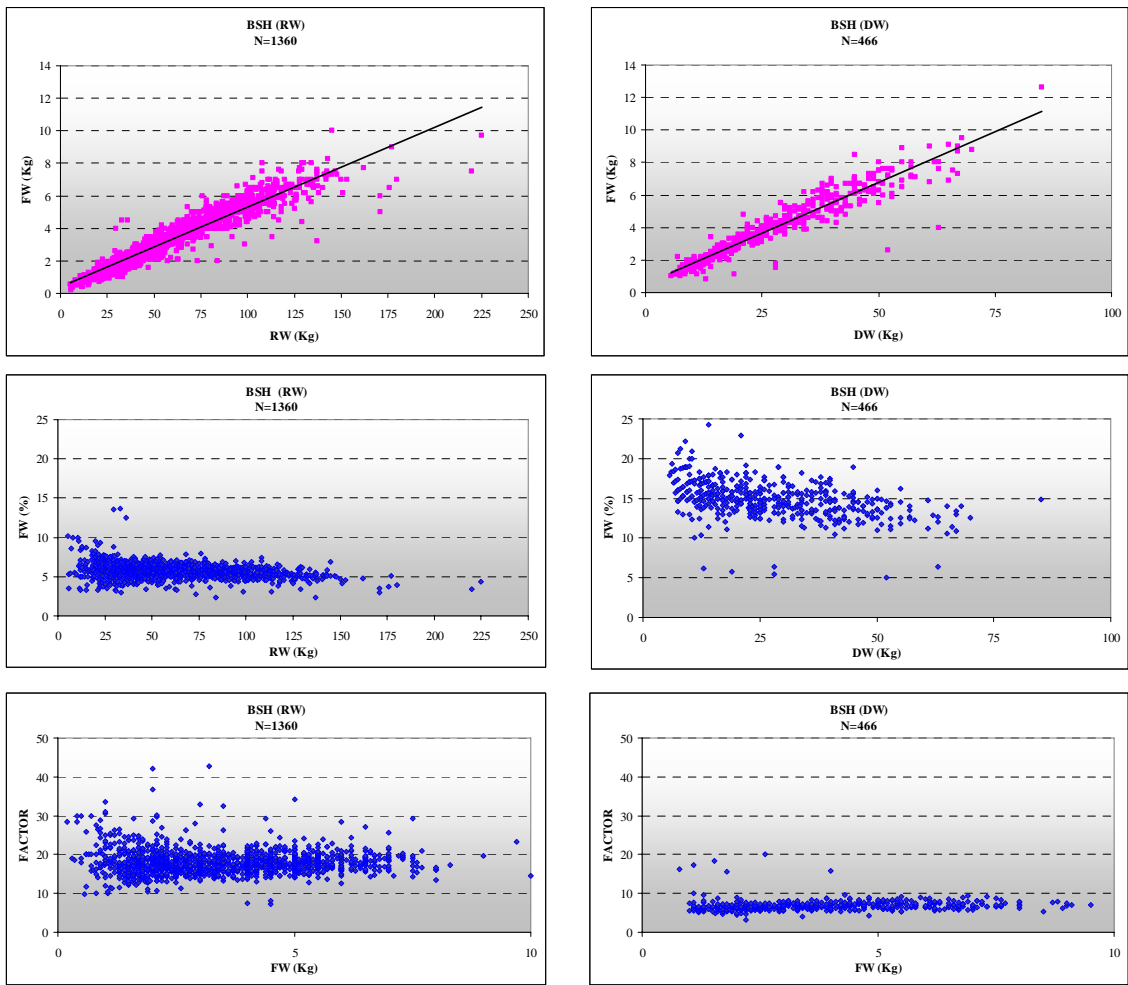 BSH (RW)
N=1360
14
12
10
8
6
4
2
0
FW (Kg)
0 25 50 75 100 125 150 175 200 225 250
RW (Kg)
BSH (DW)
N=466
14
12
10
8
6
4
2
0
FW (Kg)
0 25 50 75 100
DW (Kg)
BSH (RW)
N=1360
25
20
15
10
5
0
FW (%)
0 25 50 75 100 125 150 175 200 225 250
RW (Kg)
BSH (DW)
N=466
25
20
15
10
5
0
FW (%)
0 25 50 75 100
DW (Kg)
BSH (RW)
N=1360
50
40
30
20
10
0
FACTOR
0 5 10
FW (Kg)
BSH (DW)
N=466
50
40
30
20
10
0
FACTOR
0 5 10
FW (Kg)